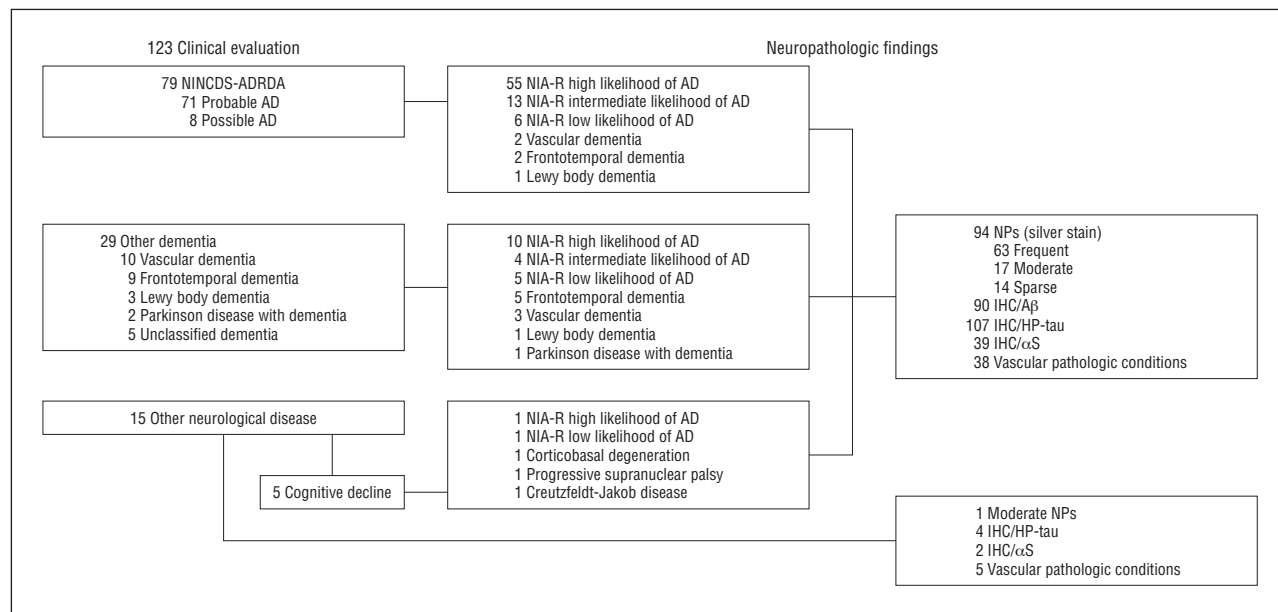 123 Clinical evaluation
Neuropathologic findings
79 NINCDS-ADRDA
71 Probable AD
8 Possible AD
55 NIA-R high likelihood of AD
13 NIA-R intermediate likelihood of AD
6 NIA-R low likelihood of AD
2 Vascular dementia
2 Frontotemporal dementia
1 Lewy body dementia
29 Other dementia
10 Vascular dementia
9 Frontotemporal dementia
3 Lewy body dementia
2 Parkinson disease with dementia
5 Unclassified dementia
10 NIA-R high likelihood of AD
4 NIA-R intermediate likelihood of AD
5 NIA-R low likelihood of AD
5 Frontotemporal dementia
3 Vascular dementia
1 Lewy body dementia
1 Parkinson disease with dementia
94 NPs (silver stain)
63 Frequent
17 Moderate
14 Sparse
90 IHC/Aβ
107 IHC/HP-tau
39 IHC/αS
38 Vascular pathologic conditions
15 Other neurological disease
5 Cognitive decline
1 NIA-R high likelihood of AD
1 NIA-R low likelihood of AD
1 Corticobasal degeneration
1 Progressive supranuclear palsy
1 Creutzfeldt-Jakob disease
1 Moderate NPs
4 IHC/HP-tau
2 IHC/αS
5 Vascular pathologic conditions